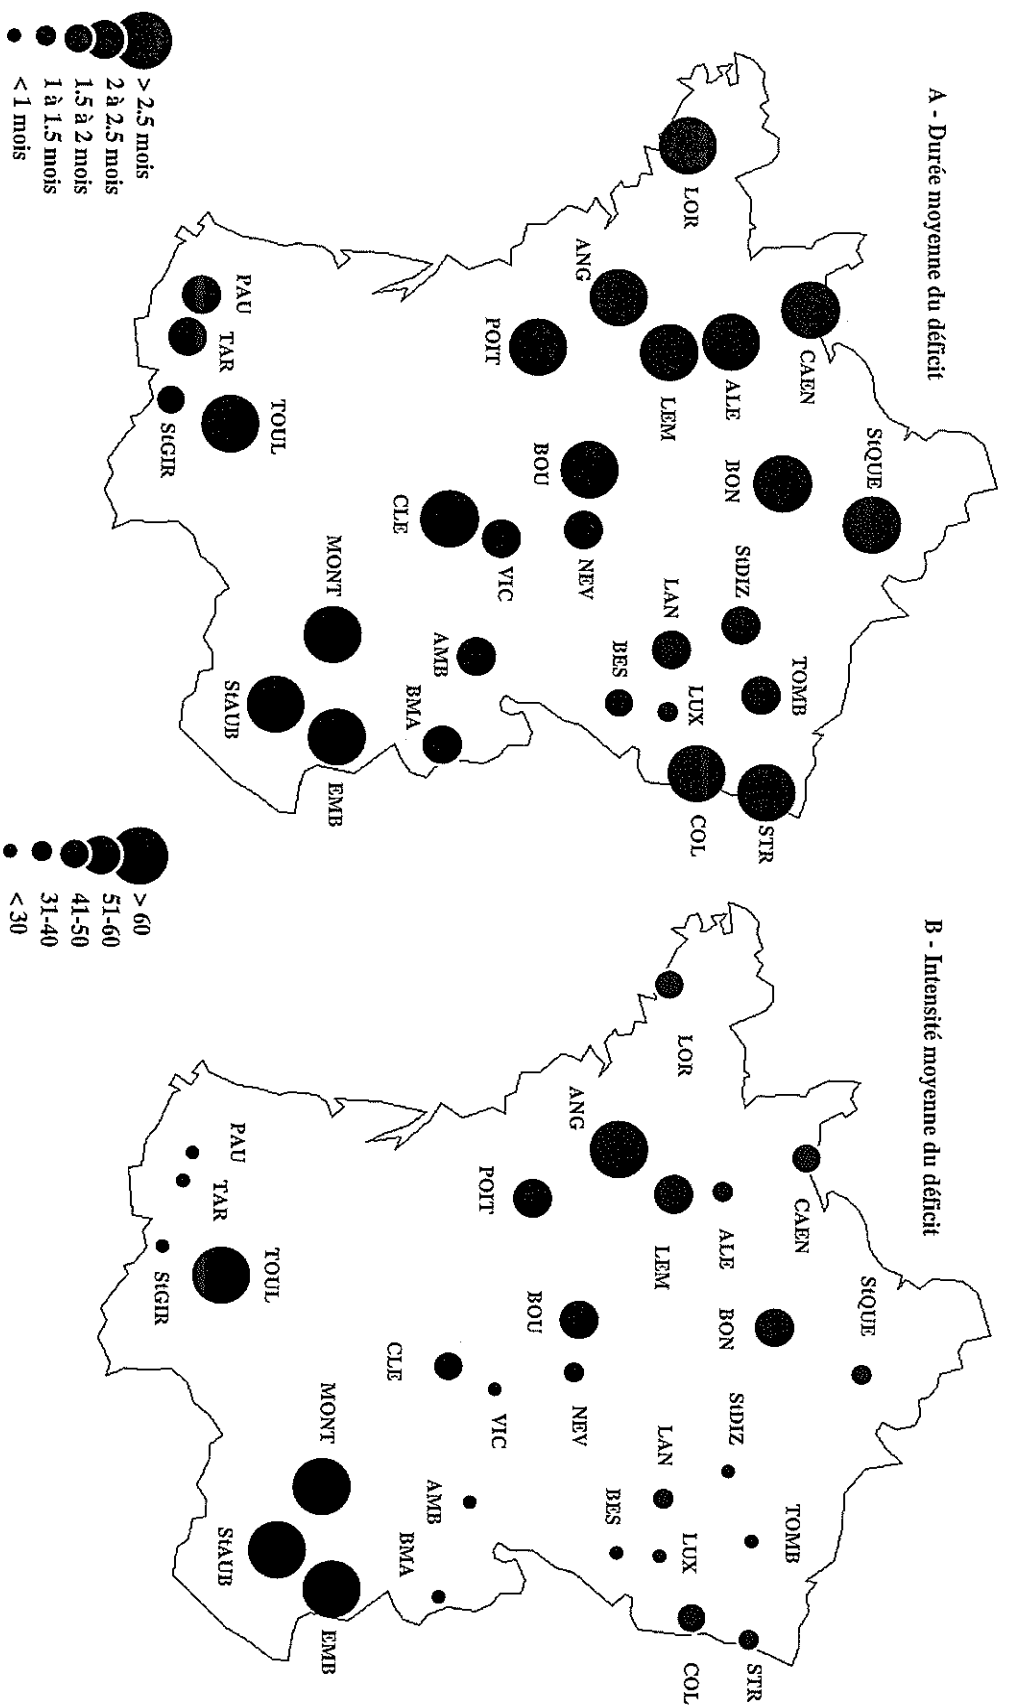 A - Durée moyenne du déficit
StQUE
CAEN
BON
ALE
LEM
LOR
ANG
POIT
StDIZ
TOMB
STR
COL
LAN
LUX
BES
BOU
NEV
VIC
CLE
AMB
BMA
MONT
EMB
StAUB
TOUL
PAU
TAR
StGIR
> 2.5 mois
2 à 2.5 mois
1.5 à 2 mois
1 à 1.5 mois
< 1 mois
B - Intensité moyenne du déficit
StQUE
CAEN
BON
ALE
LEM
LOR
ANG
POIT
StDIZ
TOMB
STR
COL
LAN
LUX
BES
BOU
NEV
VIC
CLE
AMB
BMA
MONT
EMB
StAUB
TOUL
PAU
TAR
StGIR
> 60
51-60
41-50
31-40
< 30